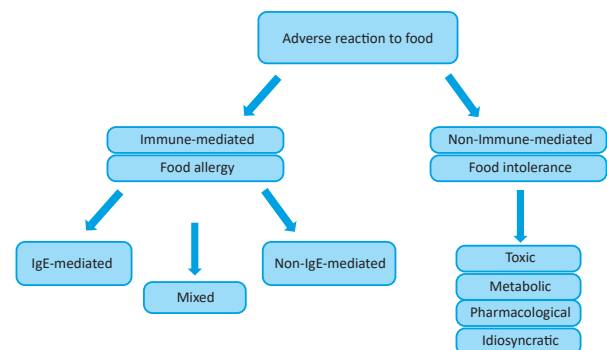 Adverse reaction to food
Immune-mediated
Food allergy
Non-Immune-mediated
Food intolerance
IgE-mediated
Mixed
Non-IgE-mediated
Toxic
Metabolic
Pharmacological
Idiosyncratic